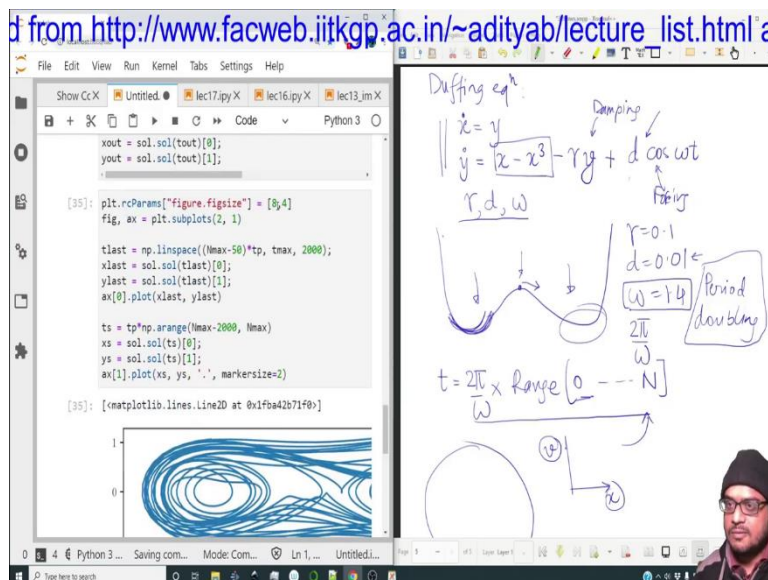 d from http://www.facweb.iitkgp.ac.in/~adityab/lecture_list.html a
File Edit View Run Kernel Tabs Settings Help
Show Cc X Untitled. lec17.ipy X lec16.ipy X lec13_im X
Code Python 3
xout = sol.sol(tout)[0];
yout = sol.sol(tout)[1];
[35]: plt.rcParams["figure.figsize"] = [8,4]
fig, ax = plt.subplots(2, 1)
tlast = np.linspace((Nmax-50)*tp, tmax, 2000);
xlast = sol.sol(tlast)[0];
ylast = sol.sol(tlast)[1];
ax[0].plot(xlast, ylast)
ts = tp*np.arange(Nmax-2000, Nmax)
xs = sol.sol(ts)[0];
ys = sol.sol(ts)[1];
ax[1].plot(xs, ys, '.', markersize=2)
[35]: [<matplotlib.lines.Line2D at 0x1fba42b71f0>]
1
0
0 4 Python 3 ... Saving com... Mode: Com... Ln 1, ... Untitled.i...
Type here to search
Duffing eqⁿ:
Damping
ẋ = y
ẏ = x - x³ - γy + d cos ωt
Forcing
γ, d, ω
γ = 0.1
d = 0.01 ←
ω = 1.4
Period doubling
2π/ω
t = 2π/ω × Range [0 --- N]
v
x